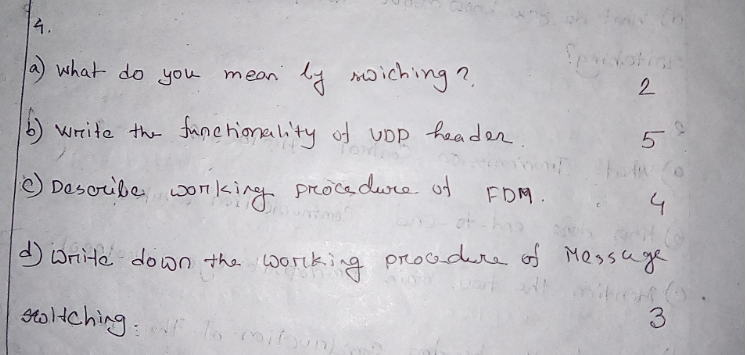 4.
a) What do you mean by swiching? 2
b) Write the functionality of UDP header. 5
c) Describe working procedure of FDM. 4
d) Write down the working procedure of Message
switching. 3